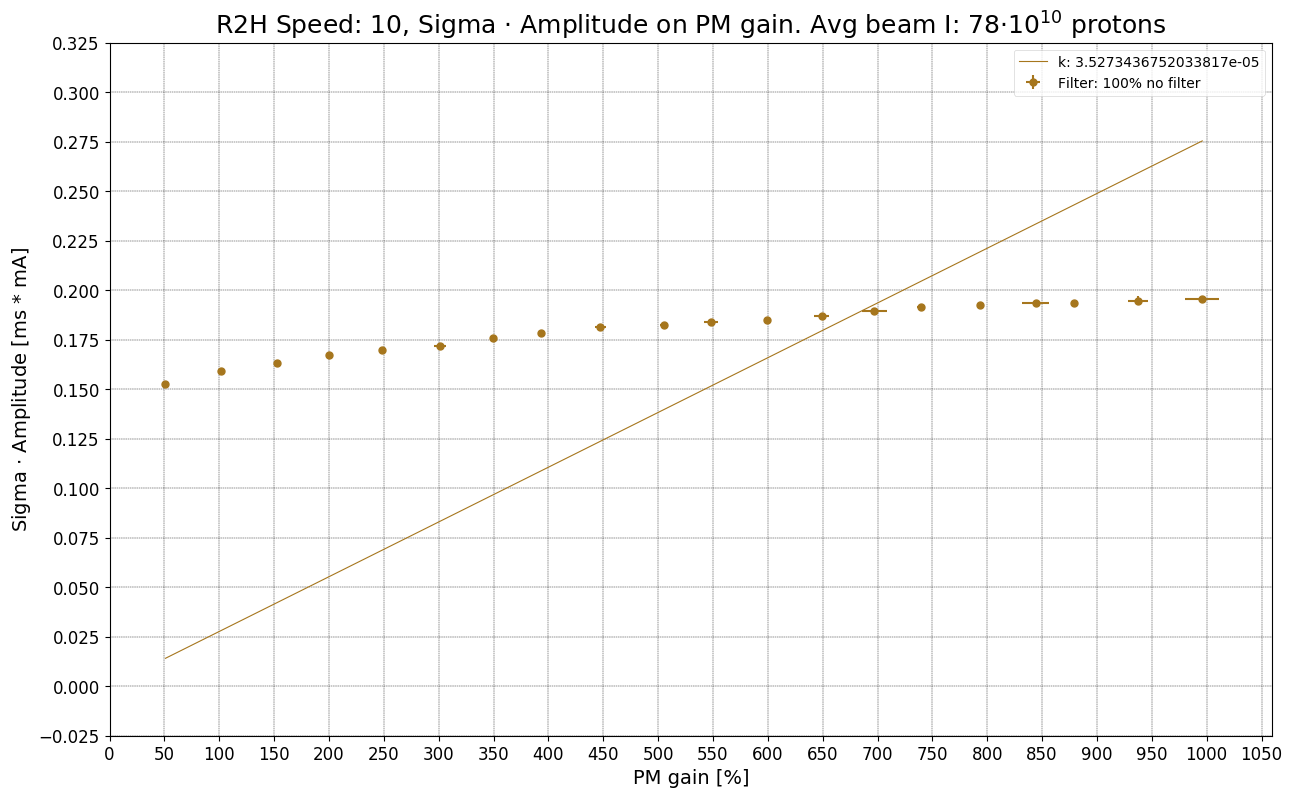 R2H Speed: 10, Sigma · Amplitude on PM gain. Avg beam I: 78·10^10 protons
k: 3.5273436752033817e-05
Filter: 100% no filter
Sigma · Amplitude [ms * mA]
0.325
0.300
0.275
0.250
0.225
0.200
0.175
0.150
0.125
0.100
0.075
0.050
0.025
0.000
−0.025
0 50 100 150 200 250 300 350 400 450 500 550 600 650 700 750 800 850 900 950 1000 1050
PM gain [%]